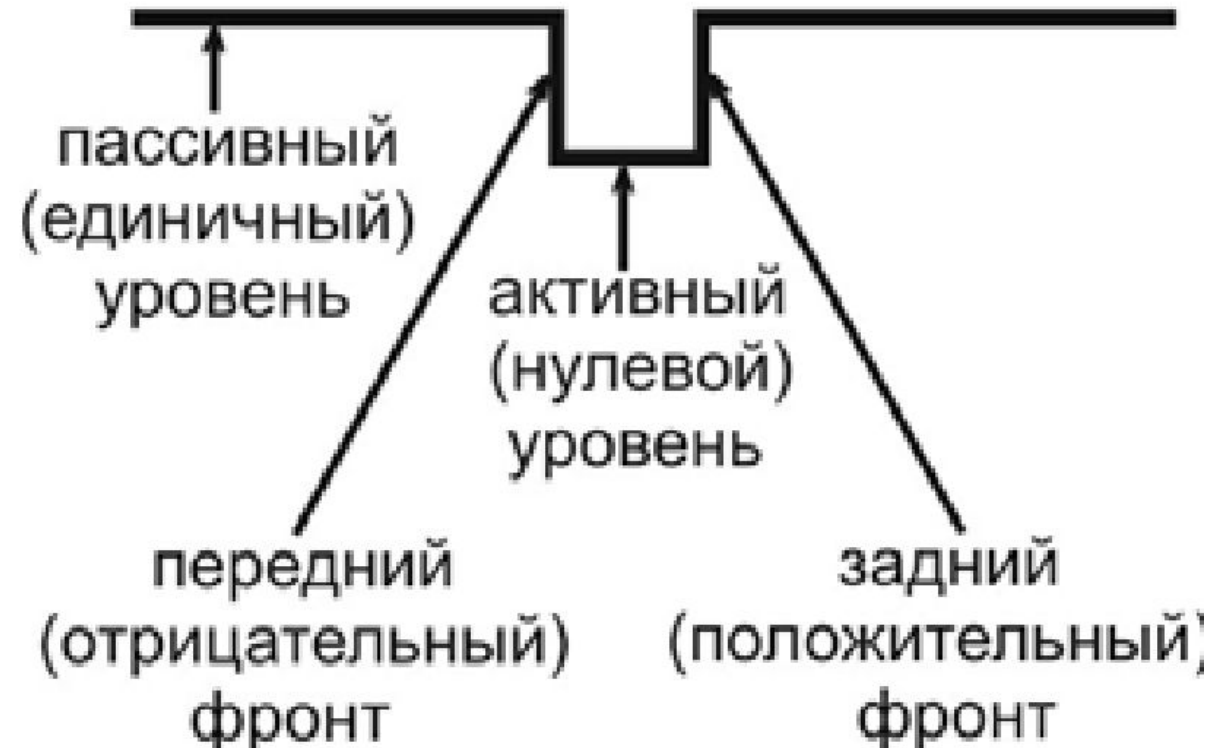 пассивный
(единичный)
уровень
активный
(нулевой)
уровень
передний
(отрицательный)
фронт
задний
(положительный)
фронт